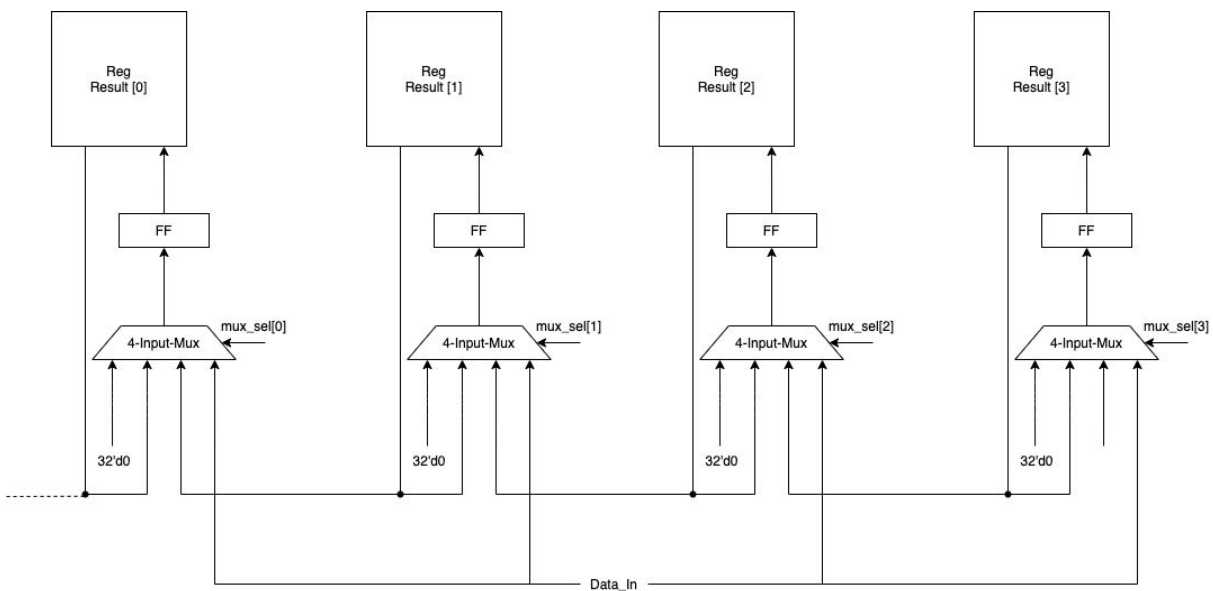 Reg
Result [0]
Reg
Result [1]
Reg
Result [2]
Reg
Result [3]
FF
FF
FF
FF
mux_sel[0]
mux_sel[1]
mux_sel[2]
mux_sel[3]
4-Input-Mux
4-Input-Mux
4-Input-Mux
4-Input-Mux
32'd0
32'd0
32'd0
32'd0
Data_In